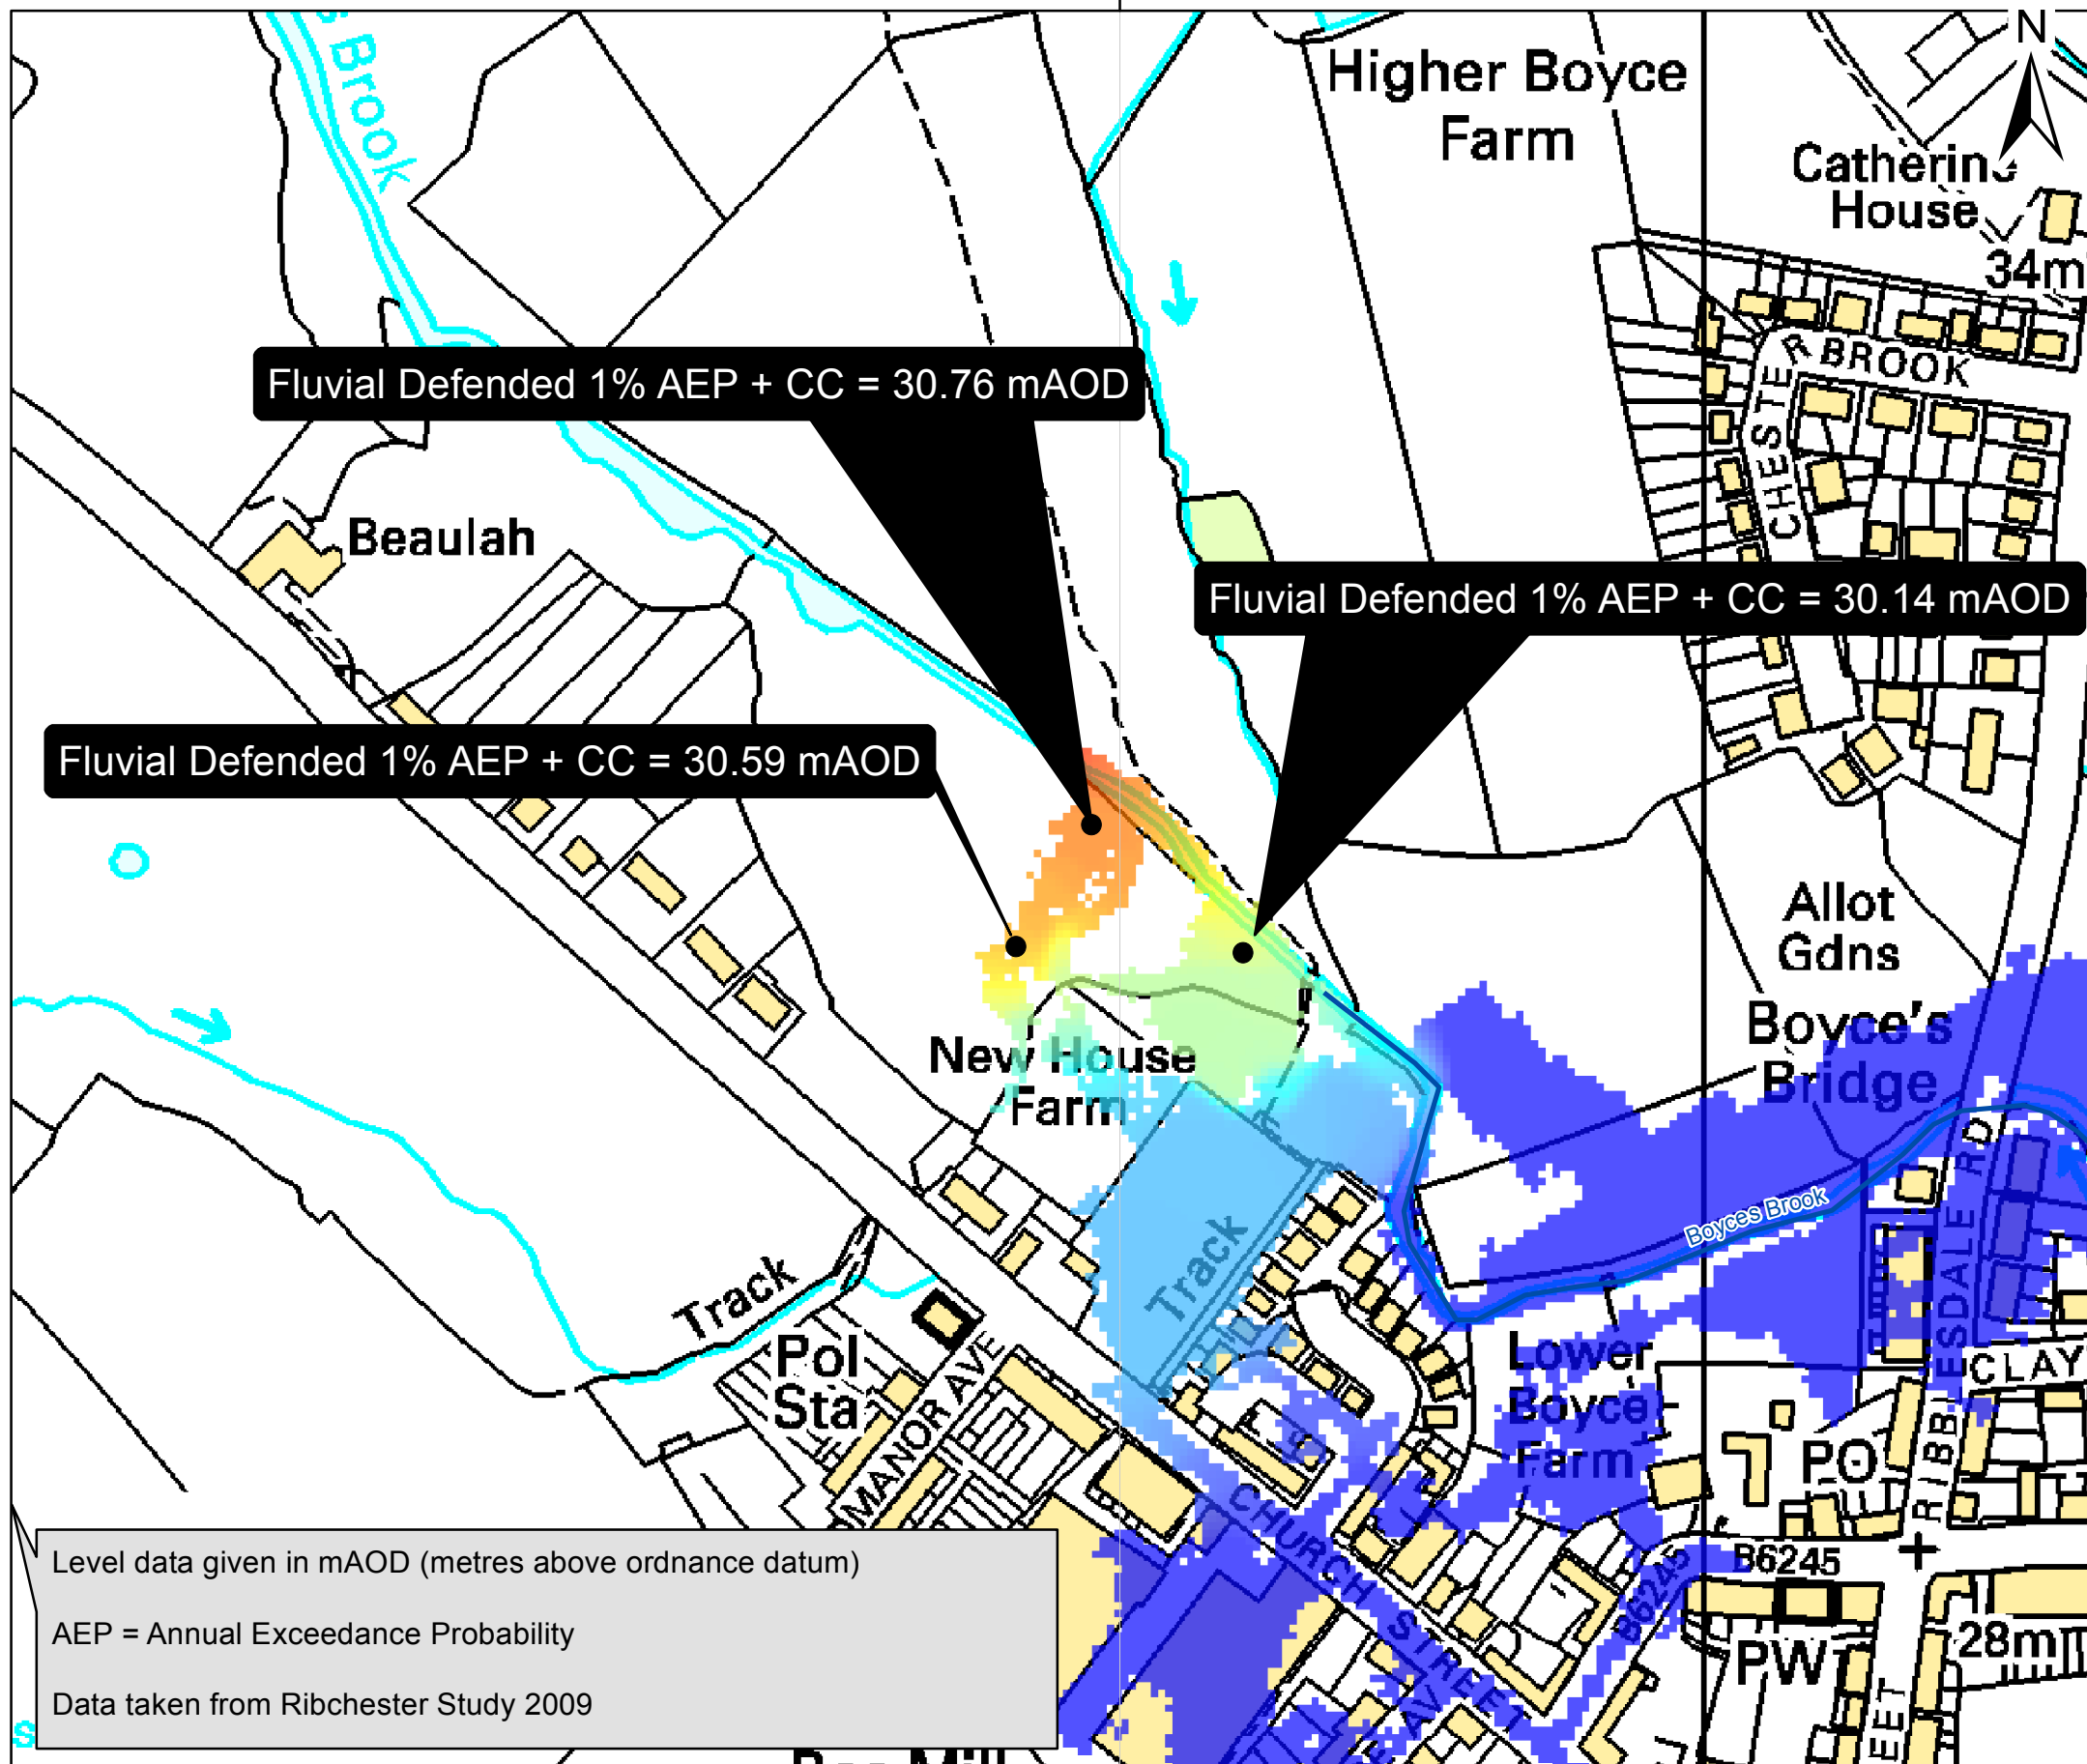 s Brook
N
Higher Boyce
Farm
Catherine
House
34m
Fluvial Defended 1% AEP + CC = 30.76 mAOD
CHESTER BROOK
Beaulah
Fluvial Defended 1% AEP + CC = 30.14 mAOD
Fluvial Defended 1% AEP + CC = 30.59 mAOD
Allot
Gdns
Boyce's
Bridge
New House
Farm
Boyces Brook
Track
Track
Pol
Sta
MANOR AVE
Lower
Boyce
Farm
RIBBLESDALE RD
CLAY
PO
CHURCH STREET
B6245
B6245
PW
28m
EET
AV
Level data given in mAOD (metres above ordnance datum)
AEP = Annual Exceedance Probability
Data taken from Ribchester Study 2009
s
Mill